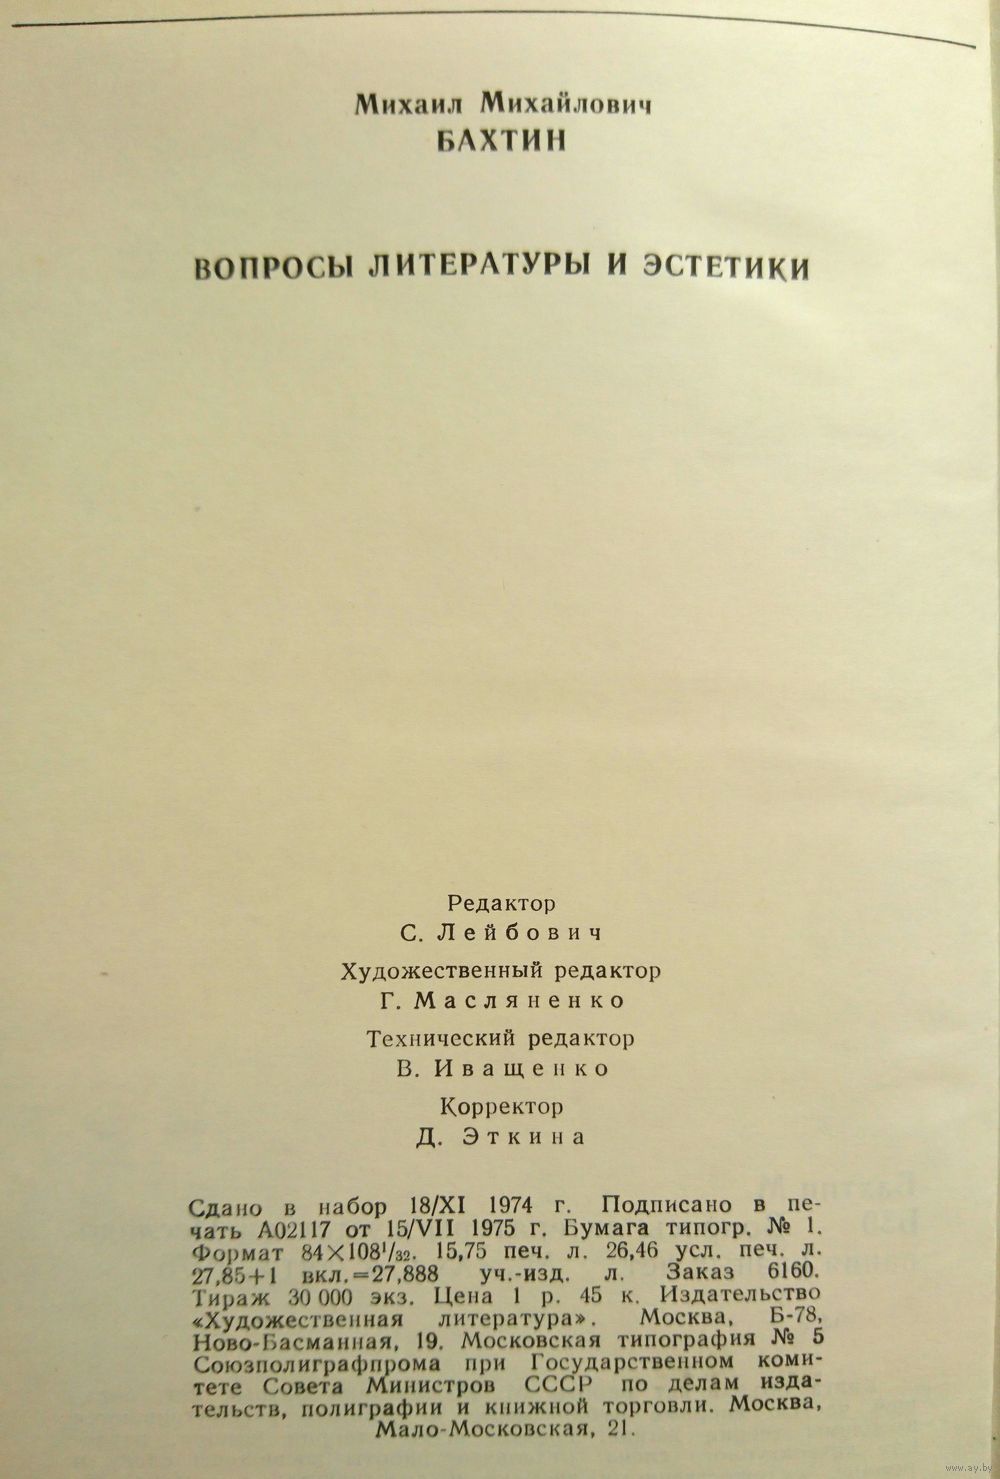 Михаил Михайлович
БАХТИН
ВОПРОСЫ ЛИТЕРАТУРЫ И ЭСТЕТИКИ
Редактор
С. Лейбович
Художественный редактор
Г. Масляненко
Технический редактор
В. Иващенко
Корректор
Д. Эткина
Сдано в набор 18/XI 1974 г. Подписано в пе-
чать А02117 от 15/VII 1975 г. Бумага типогр. № 1.
Формат 84×108¹/₃₂. 15,75 печ. л. 26,46 усл. печ. л.
27,85+1 вкл.=27,888 уч.-изд. л. Заказ 6160.
Тираж 30 000 экз. Цена 1 р. 45 к. Издательство
«Художественная литература». Москва, Б-78,
Ново-Басманная, 19. Московская типография № 5
Союзполиграфпрома при Государственном коми-
тете Совета Министров СССР по делам изда-
тельств, полиграфии и книжной торговли. Москва,
Мало-Московская, 21.
www.ay.by